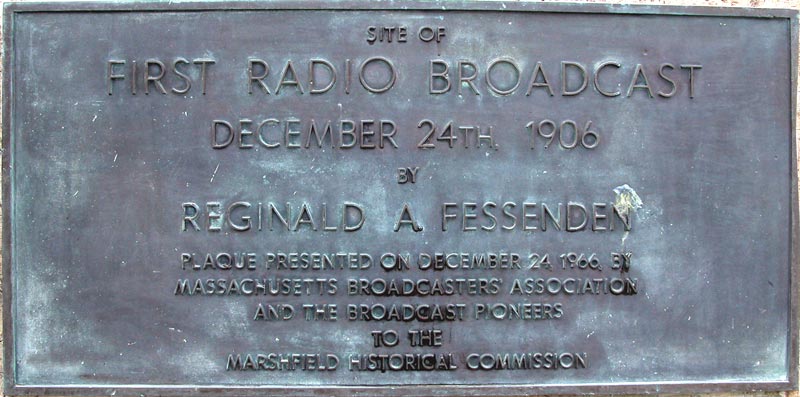 SITE OF
FIRST RADIO BROADCAST
DECEMBER 24TH, 1906
BY
REGINALD A. FESSENDEN
PLAQUE PRESENTED ON DECEMBER 24, 1966, BY
MASSACHUSETTS BROADCASTERS' ASSOCIATION
AND THE BROADCAST PIONEERS
TO THE
MARSHFIELD HISTORICAL COMMISSION